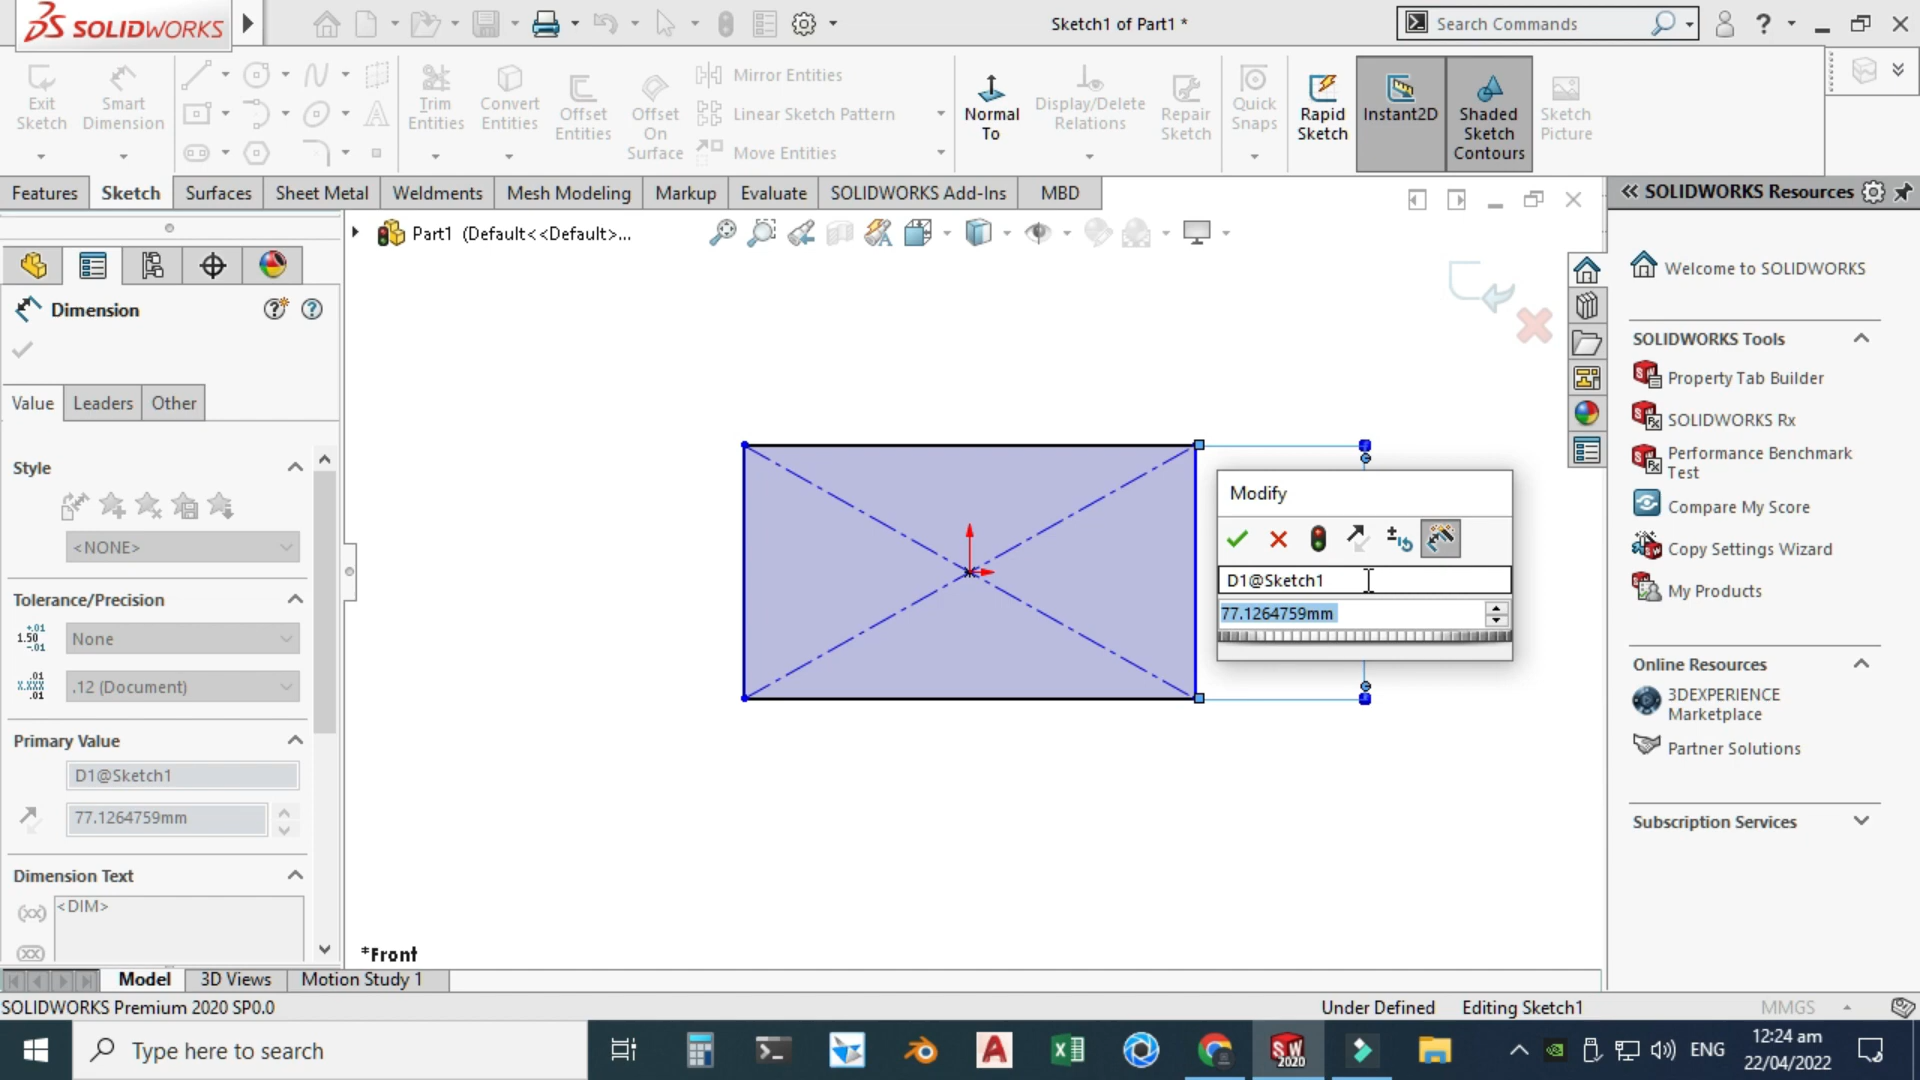 SOLIDWORKS
Sketch1 of Part1 *
Search Commands
?
Exit Sketch
Smart Dimension
Trim Entities
Convert Entities
Offset Entities
Offset On Surface
Mirror Entities
Linear Sketch Pattern
Move Entities
Normal To
Display/Delete Relations
Repair Sketch
Quick Snaps
Rapid Sketch
Instant2D
Shaded Sketch Contours
Sketch Picture
Features
Sketch
Surfaces
Sheet Metal
Weldments
Mesh Modeling
Markup
Evaluate
SOLIDWORKS Add-Ins
MBD
SOLIDWORKS Resources
Part1 (Default<<Default>...
Welcome to SOLIDWORKS
Dimension
SOLIDWORKS Tools
Property Tab Builder
SOLIDWORKS Rx
Performance Benchmark
Test
Compare My Score
Copy Settings Wizard
My Products
Online Resources
3DEXPERIENCE
Marketplace
Partner Solutions
Subscription Services
Value
Leaders
Other
Style
<NONE>
Tolerance/Precision
None
.12 (Document)
Primary Value
D1@Sketch1
77.1264759mm
Dimension Text
<DIM>
Modify
D1@Sketch1
77.1264759mm
*Front
Model
3D Views
Motion Study 1
SOLIDWORKS Premium 2020 SP0.0
Under Defined
Editing Sketch1
MMGS
Type here to search
ENG
12:24 am
22/04/2022